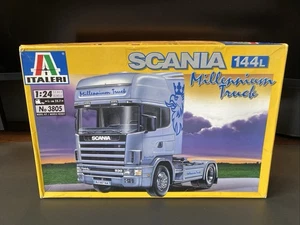 ITALERI
SCANIA 144L
Millennium
Truck
1:24
No 3805
SCANIA